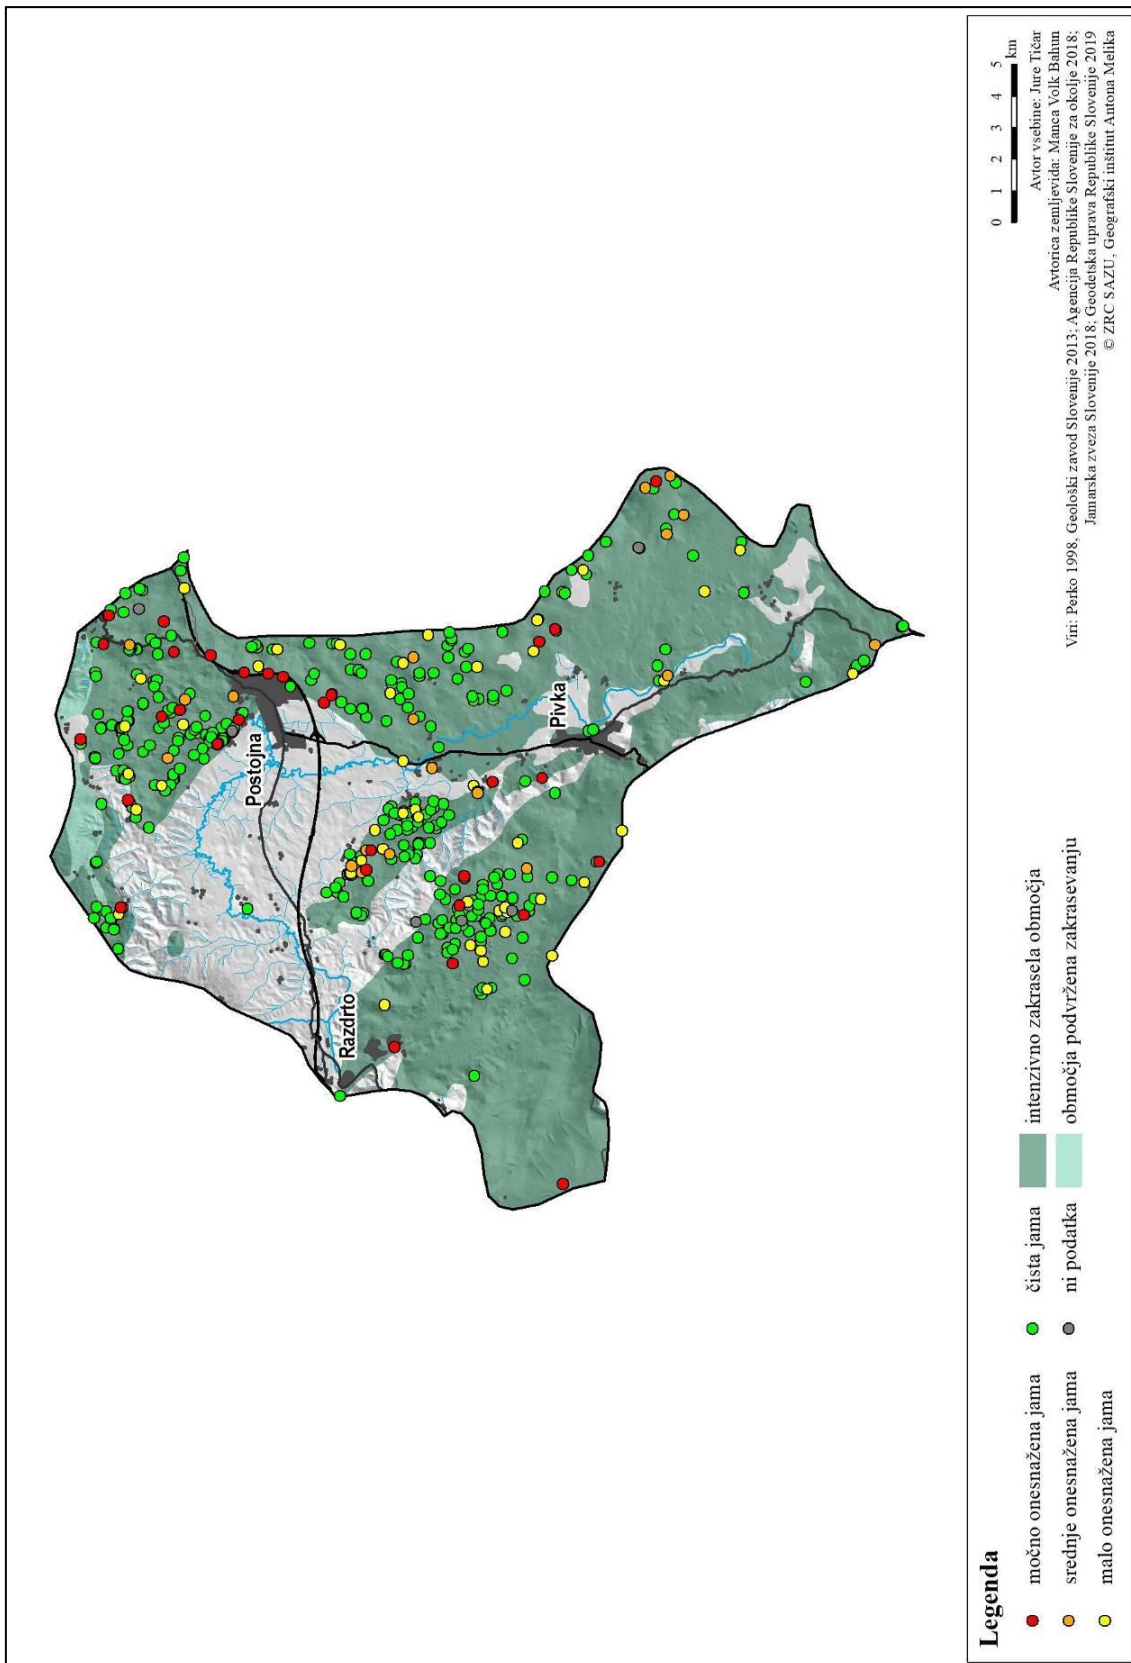 Postojna
Razdrto
Pivka
Legenda
močno onesnažena jama
srednje onesnažena jama
malo onesnažena jama
čista jama
ni podatka
intenzivno zakrasela območja
območja podvržena zakrasevanju
0 1 2 3 4 5
km
Avtor vsebine: Jure Tičar
Avtorica zemljevida: Manca Volk Bahun
Viri: Perko 1998, Geološki zavod Slovenije 2013; Agencija Republike Slovenije za okolje 2018;
Jamarska zveza Slovenije 2018; Geodetska uprava Republike Slovenije 2019
© ZRC SAZU, Geografski inštitut Antona Melika